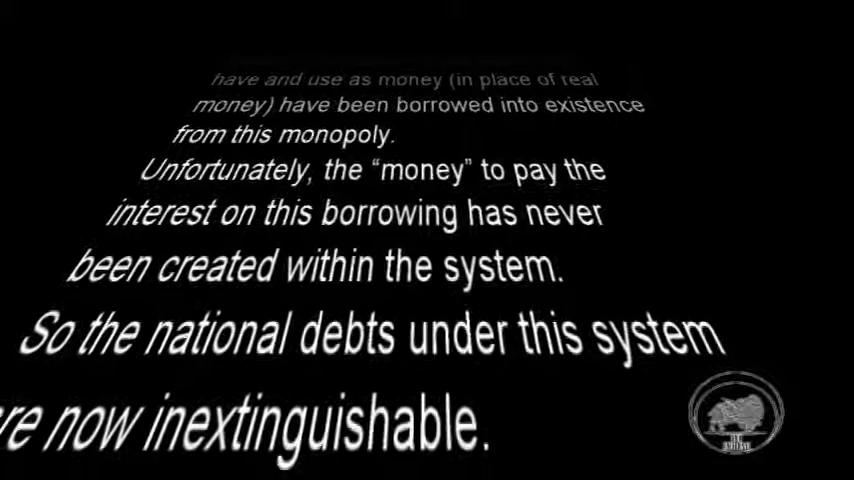 have and use as money (in place of real
money) have been borrowed into existence
from this monopoly.
Unfortunately, the “money” to pay the
interest on this borrowing has never
been created within the system.
So the national debts under this system
re now inextinguishable.